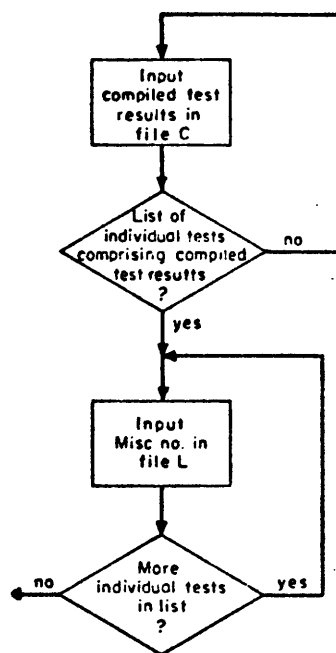 Input
compiled test
results in
file C
List of
individual tests
comprising compiled
test results
?
no
yes
Input
Misc no. in
file L
More
individual tests
in list
?
no
yes